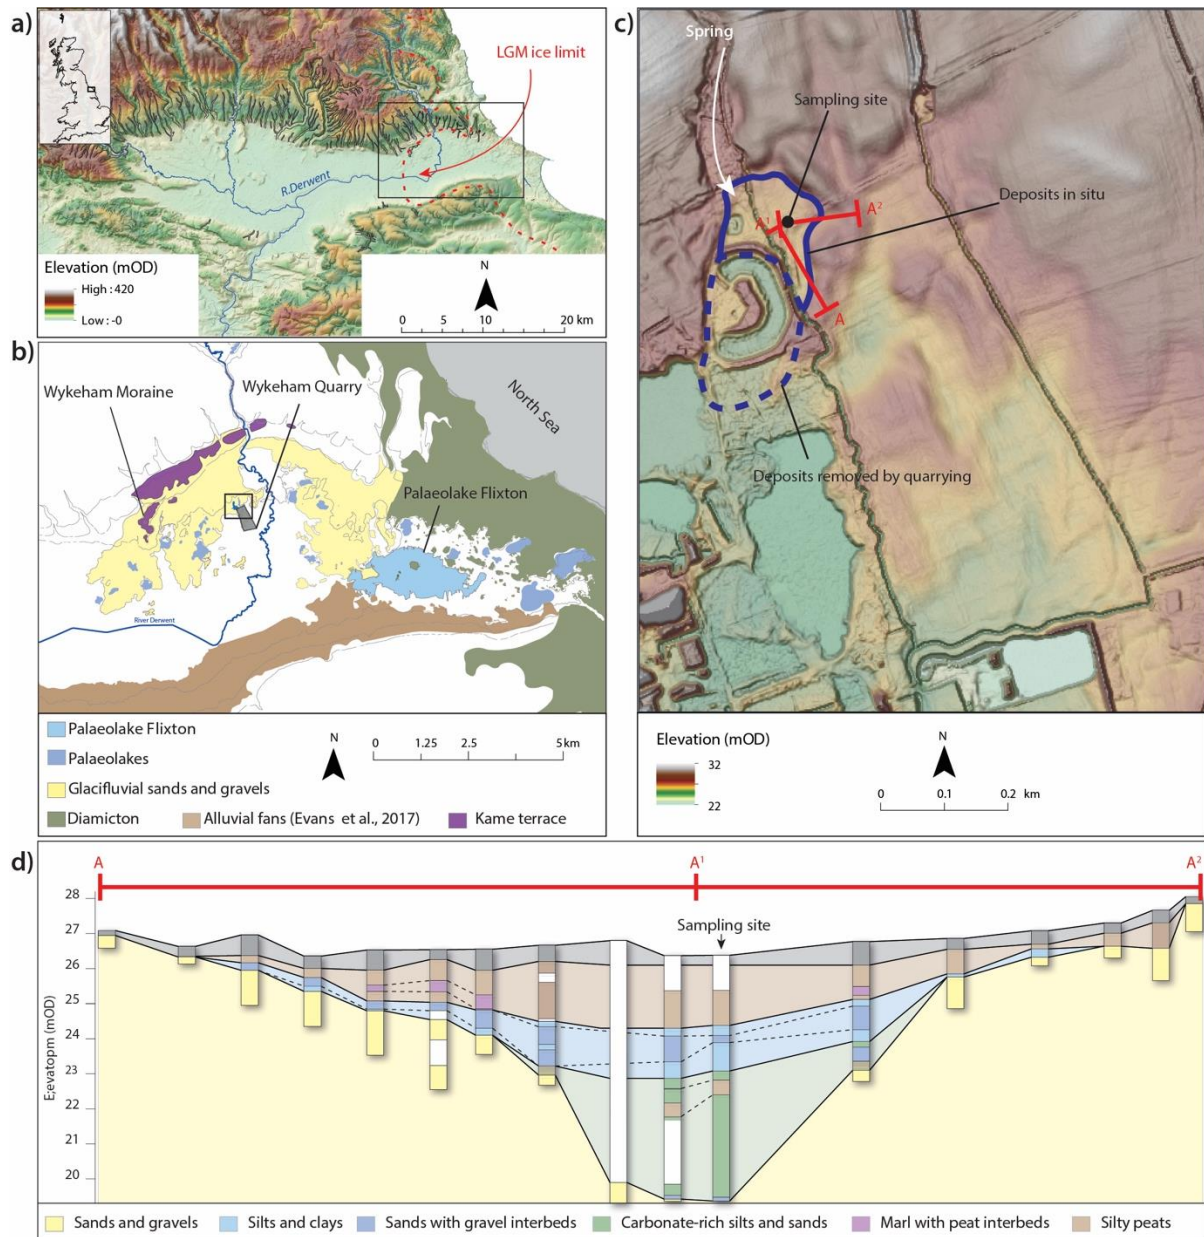 a)
LGM ice limit
R.Derwent
Elevation (mOD)
High : 420
Low : -0
N
0 5 10 20 km
b)
Wykeham Moraine
Wykeham Quarry
North Sea
Palaeolake Flixton
River Derwent
Palaeolake Flixton
Palaeolakes
Glacifluvial sands and gravels
Diamicton
Alluvial fans (Evans et al., 2017)
Kame terrace
N
0 1.25 2.5 5km
c)
Spring
Sampling site
A¹
A²
Deposits in situ
A
Deposits removed by quarrying
Elevation (mOD)
32
22
N
0 0.1 0.2 km
d)
A
A¹
A²
Sampling site
E;evatopm (mOD)
28
27
26
25
24
23
22
21
20
Sands and gravels
Silts and clays
Sands with gravel interbeds
Carbonate-rich silts and sands
Marl with peat interbeds
Silty peats